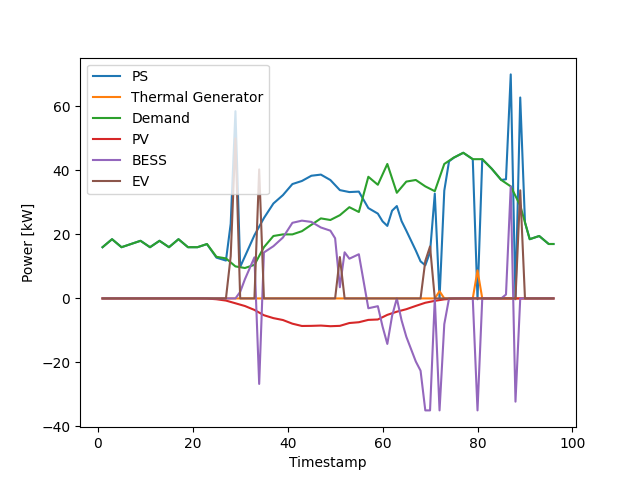 PS
Thermal Generator
Demand
PV
BESS
EV
Power [kW]
60
40
20
0
−20
−40
0 20 40 60 80 100
Timestamp